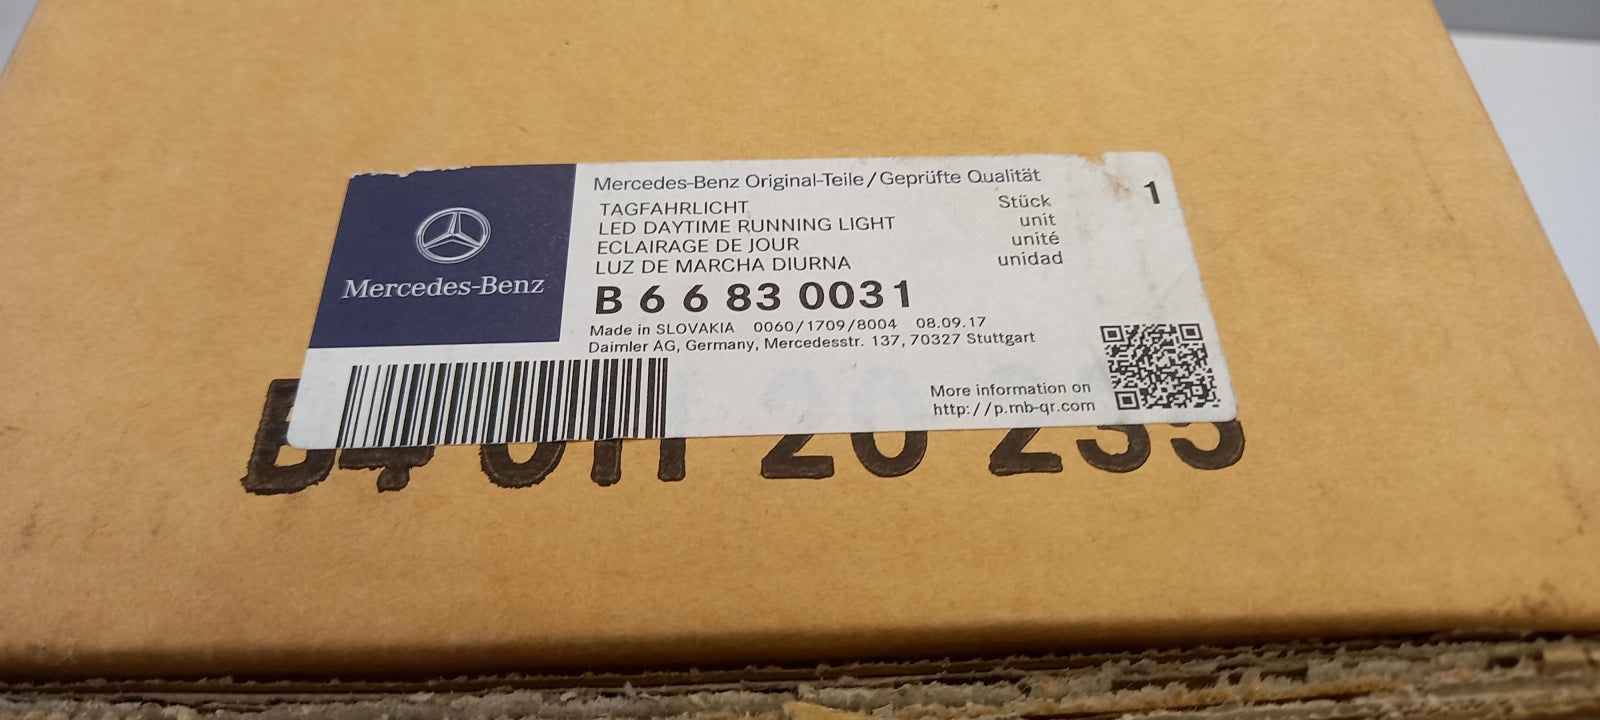 Mercedes-Benz
Mercedes-Benz Original-Teile/Geprüfte Qualität
TAGFAHRLICHT Stück 1
LED DAYTIME RUNNING LIGHT unit
ECLAIRAGE DE JOUR unité
LUZ DE MARCHA DIURNA unidad
B 6 6 83 0031
Made in SLOVAKIA 0060/1709/8004 08.09.17
Daimler AG, Germany, Mercedesstr. 137, 70327 Stuttgart
More information on
http://p.mb-qr.com
20 235